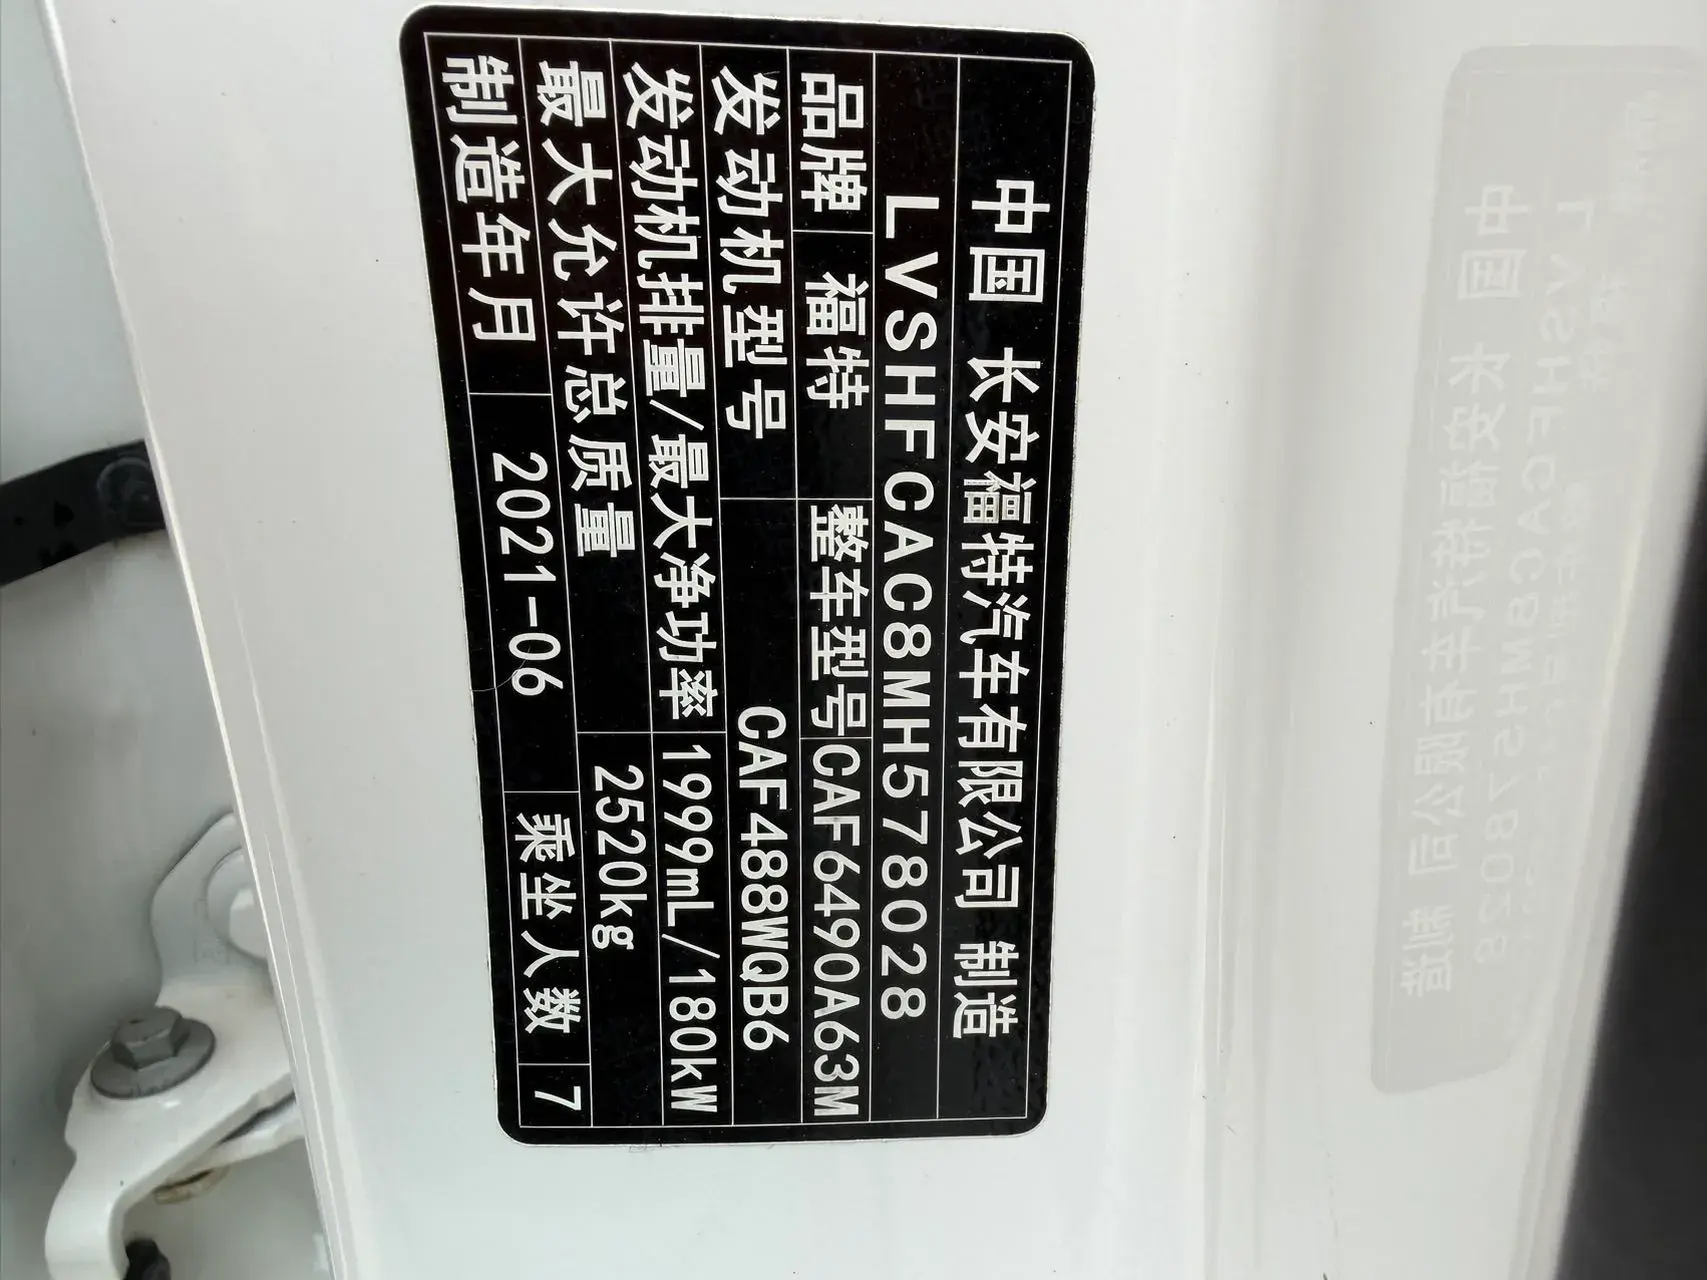 中国 长安福特汽车有限公司 制造
LVSHFCAC8MH578028
品牌 福特 整车型号 CAF6490A63M
发动机型号 CAF488WQB6
发动机排量/最大净功率 1999mL/180kW
最大允许总质量 2520kg
制造年月 2021-06 乘坐人数 7